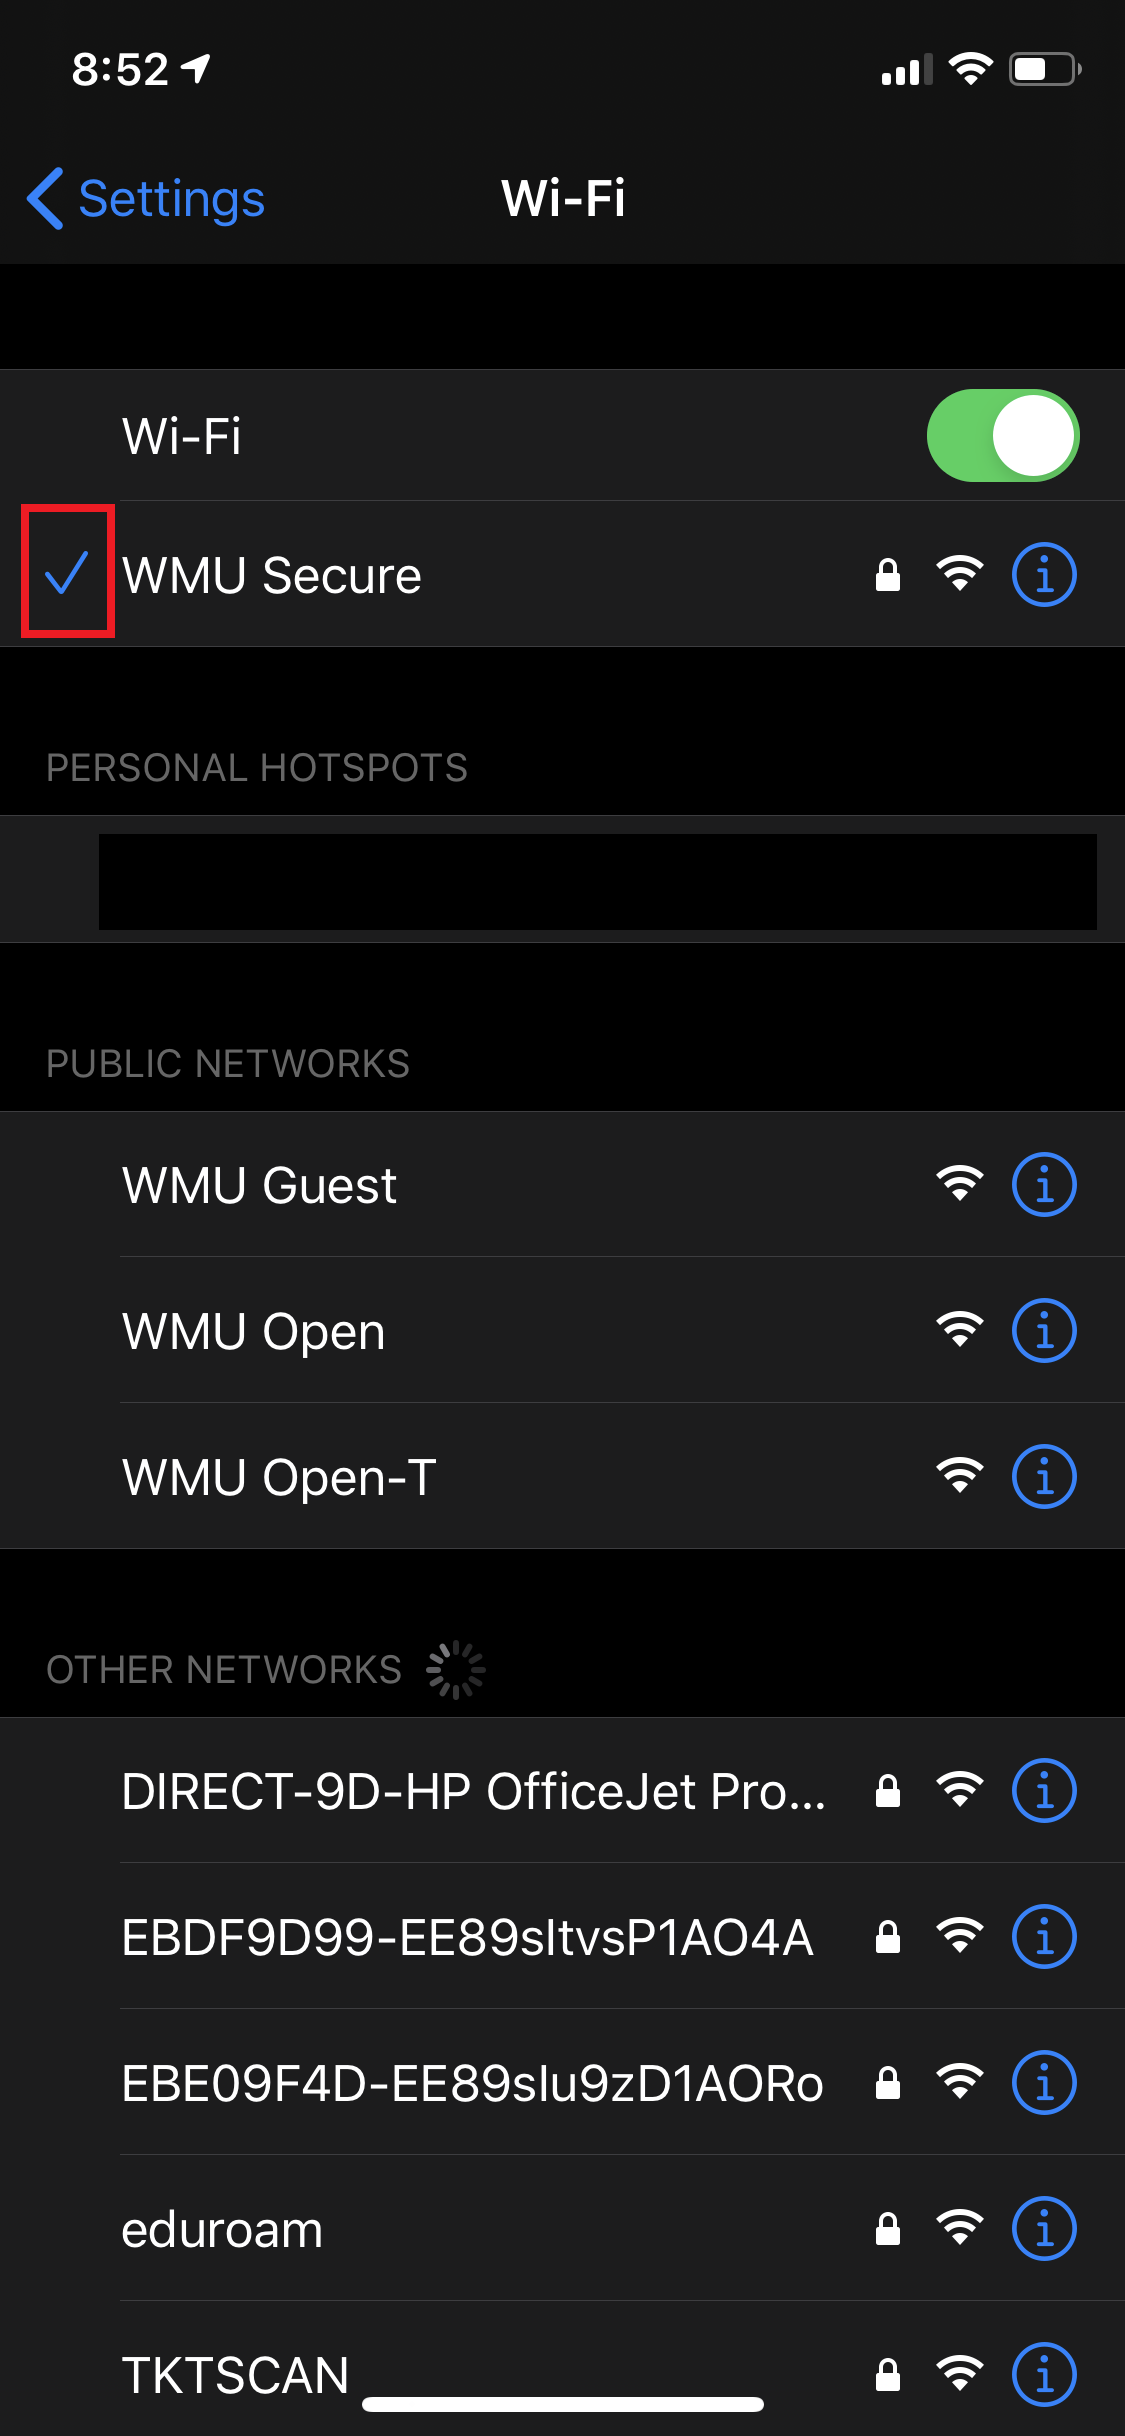 8:52
Settings
Wi-Fi
Wi-Fi
WMU Secure
PERSONAL HOTSPOTS
PUBLIC NETWORKS
WMU Guest
WMU Open
WMU Open-T
OTHER NETWORKS
DIRECT-9D-HP OfficeJet Pro...
EBDF9D99-EE89sltvsP1AO4A
EBE09F4D-EE89slu9zD1AORo
eduroam
TKTSCAN